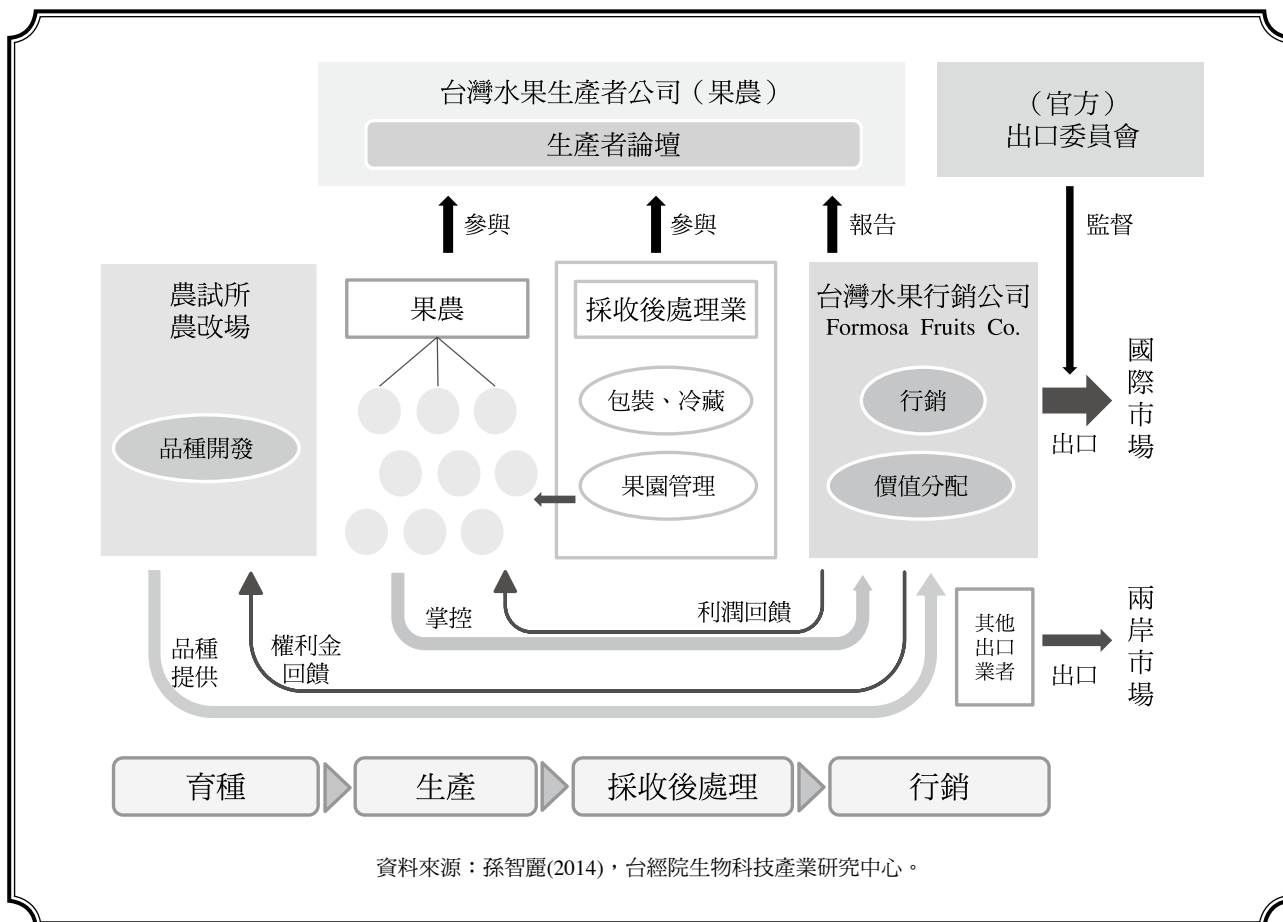 台灣水果生產者公司（果農）
生產者論壇
（官方）
出口委員會
參與
參與
報告
監督
農試所
農改場
品種開發
果農
採收後處理業
包裝、冷藏
果園管理
台灣水果行銷公司
Formosa Fruits Co.
行銷
價值分配
出口
國際市場
掌控
利潤回饋
品種
提供
權利金
回饋
其他
出口
業者
出口
兩岸市場
育種
生產
採收後處理
行銷
資料來源：孫智麗(2014)，台經院生物科技產業研究中心。